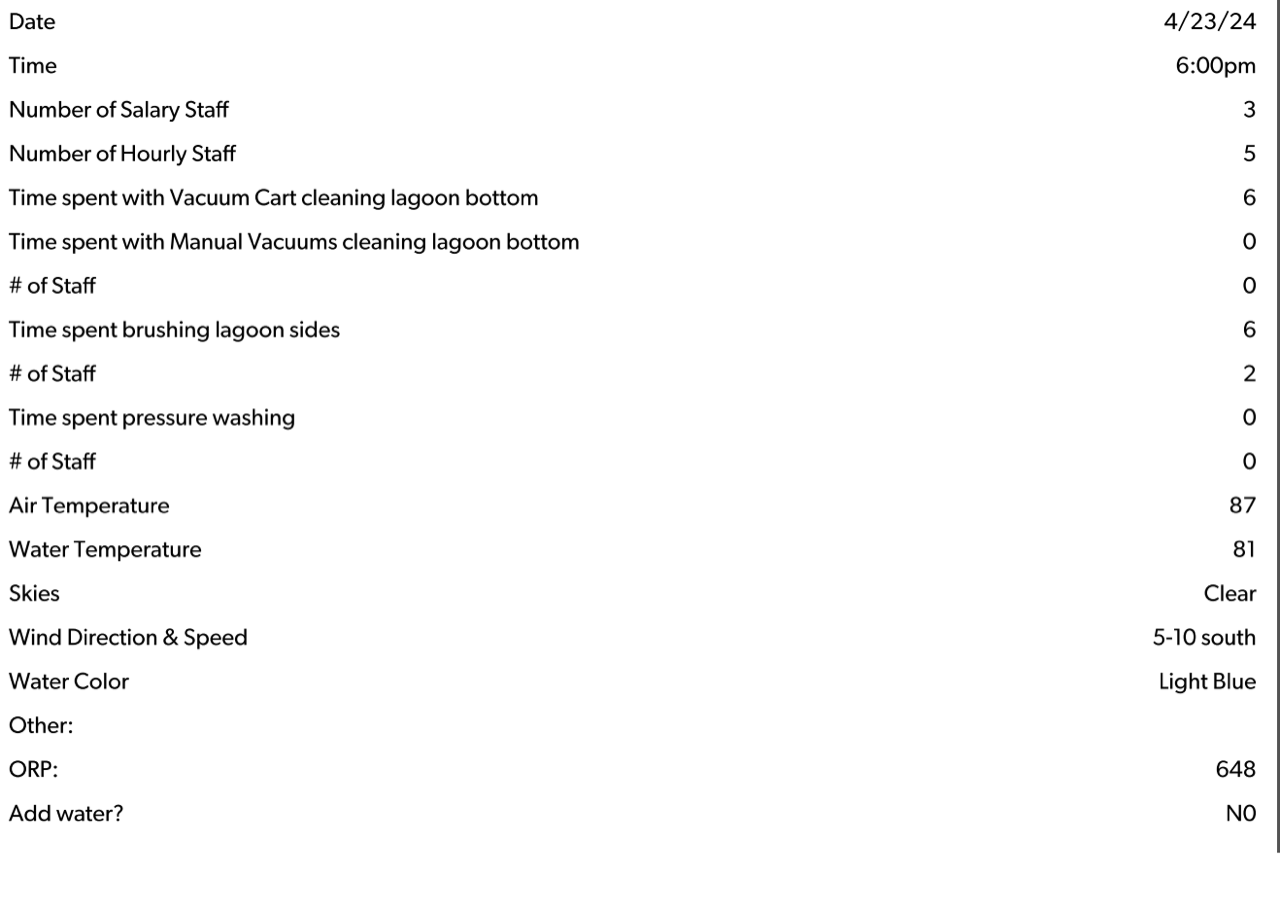 Date 4/23/24
Time 6:00pm
Number of Salary Staff 3
Number of Hourly Staff 5
Time spent with Vacuum Cart cleaning lagoon bottom 6
Time spent with Manual Vacuums cleaning lagoon bottom 0
# of Staff 0
Time spent brushing lagoon sides 6
# of Staff 2
Time spent pressure washing 0
# of Staff 0
Air Temperature 87
Water Temperature 81
Skies Clear
Wind Direction & Speed 5-10 south
Water Color Light Blue
Other:
ORP: 648
Add water? N0